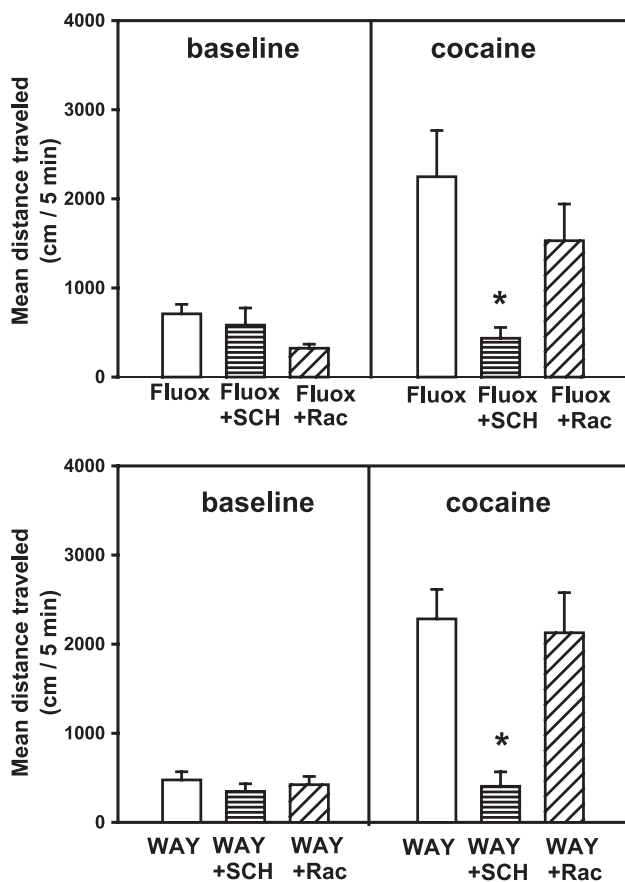 4000
baseline
cocaine
3000
2000
1000
0
Mean distance traveled
(cm / 5 min)
*
Fluox Fluox Fluox Fluox Fluox Fluox
+SCH +Rac +SCH +Rac
4000
baseline
cocaine
3000
2000
1000
0
Mean distance traveled
(cm / 5 min)
*
WAY WAY WAY WAY WAY WAY
+SCH +Rac +SCH +Rac